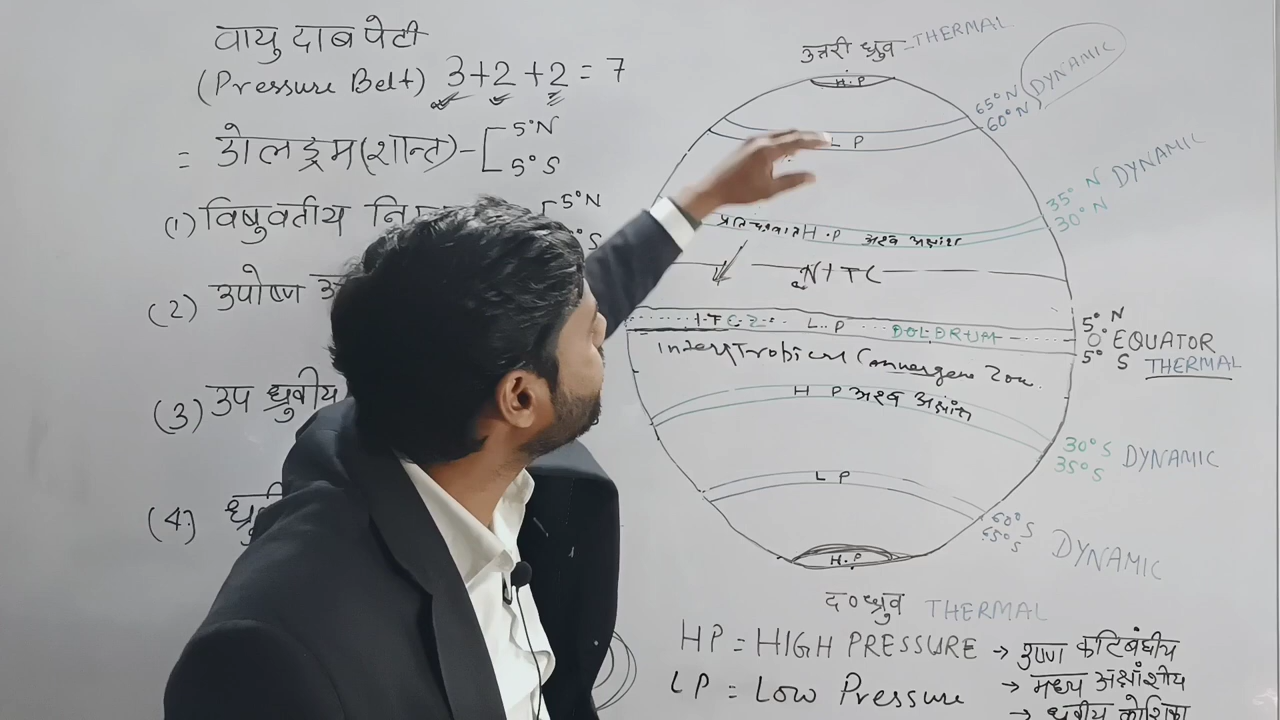 वायु दाब पेटी
(Pressure Belt) 3+2+2=7
= डोलड्रम(शान्त)- [ 5°N
5°S
(1) विषुवतीय 5°N
°S
(2) उपोष्ण
(3) उप ध्रुवीय
(4)
उत्तरी ध्रुव - THERMAL
H.P
65°N DYNAMIC
60°N
L P
35° N DYNAMIC
30° N
H.P अश्व अक्षांश
NITC
I T C Z L.P DOLDRUM
5° N
0° EQUATOR
5° S THERMAL
Inter Tropical Convergene Zon.
H P अश्व अक्षांश
30°S DYNAMIC
35°S
L P
60°S
65°S DYNAMIC
H.P
द० ध्रुव THERMAL
HP = HIGH PRESSURE → उष्ण कटिबंधीय
LP = Low Pressure → मध्य अक्षांशीय
→ ध्रुवीय कोशिका